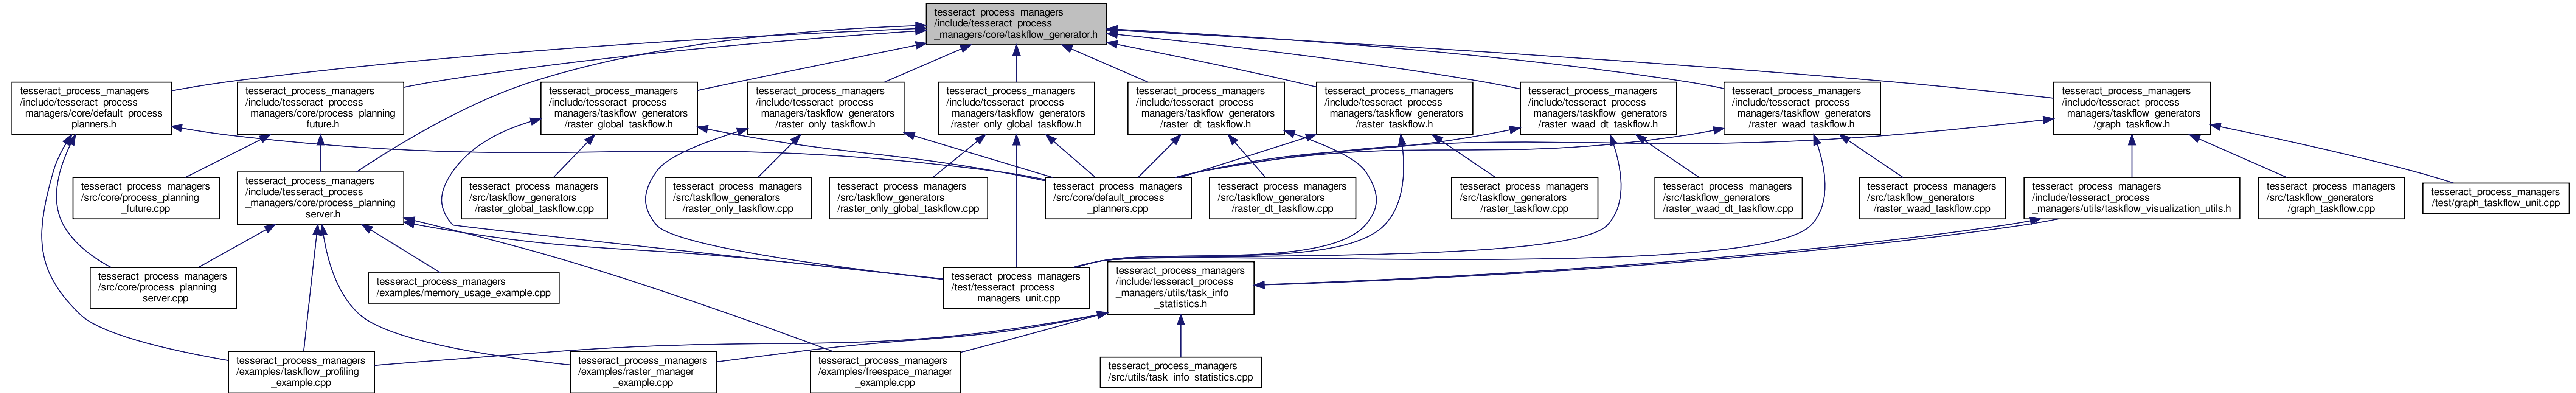 tesseract_process_managers
/include/tesseract_process
_managers/core/taskflow_generator.h
tesseract_process_managers
/include/tesseract_process
_managers/core/default_process
_planners.h
tesseract_process_managers
/include/tesseract_process
_managers/core/process_planning
_future.h
tesseract_process_managers
/include/tesseract_process
_managers/taskflow_generators
/raster_global_taskflow.h
tesseract_process_managers
/include/tesseract_process
_managers/taskflow_generators
/raster_only_taskflow.h
tesseract_process_managers
/include/tesseract_process
_managers/taskflow_generators
/raster_only_global_taskflow.h
tesseract_process_managers
/include/tesseract_process
_managers/taskflow_generators
/raster_dt_taskflow.h
tesseract_process_managers
/include/tesseract_process
_managers/taskflow_generators
/raster_taskflow.h
tesseract_process_managers
/include/tesseract_process
_managers/taskflow_generators
/raster_waad_dt_taskflow.h
tesseract_process_managers
/include/tesseract_process
_managers/taskflow_generators
/raster_waad_taskflow.h
tesseract_process_managers
/include/tesseract_process
_managers/taskflow_generators
/graph_taskflow.h
tesseract_process_managers
/src/core/process_planning
_future.cpp
tesseract_process_managers
/include/tesseract_process
_managers/core/process_planning
_server.h
tesseract_process_managers
/src/taskflow_generators
/raster_global_taskflow.cpp
tesseract_process_managers
/src/taskflow_generators
/raster_only_taskflow.cpp
tesseract_process_managers
/src/taskflow_generators
/raster_only_global_taskflow.cpp
tesseract_process_managers
/src/core/default_process
_planners.cpp
tesseract_process_managers
/src/taskflow_generators
/raster_dt_taskflow.cpp
tesseract_process_managers
/src/taskflow_generators
/raster_taskflow.cpp
tesseract_process_managers
/src/taskflow_generators
/raster_waad_dt_taskflow.cpp
tesseract_process_managers
/src/taskflow_generators
/raster_waad_taskflow.cpp
tesseract_process_managers
/include/tesseract_process
_managers/utils/taskflow_visualization_utils.h
tesseract_process_managers
/src/taskflow_generators
/graph_taskflow.cpp
tesseract_process_managers
/test/graph_taskflow_unit.cpp
tesseract_process_managers
/src/core/process_planning
_server.cpp
tesseract_process_managers
/examples/memory_usage_example.cpp
tesseract_process_managers
/test/tesseract_process
_managers_unit.cpp
tesseract_process_managers
/include/tesseract_process
_managers/utils/task_info
_statistics.h
tesseract_process_managers
/examples/taskflow_profiling
_example.cpp
tesseract_process_managers
/examples/raster_manager
_example.cpp
tesseract_process_managers
/examples/freespace_manager
_example.cpp
tesseract_process_managers
/src/utils/task_info_statistics.cpp